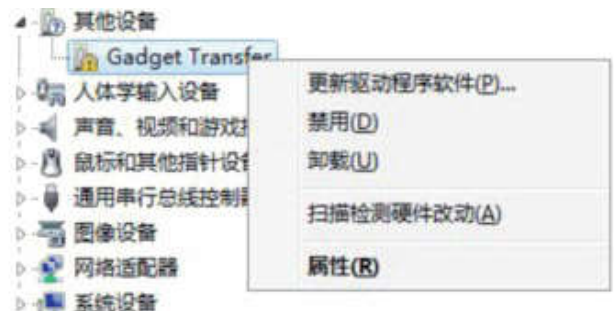 其他设备
Gadget Transfer
人体学输入设备
声音、视频和游戏
鼠标和其他指针设备
通用串行总线控制
图像设备
网络适配器
系统设备
更新驱动程序软件(P)...
禁用(D)
卸载(U)
扫描检测硬件改动(A)
属性(R)